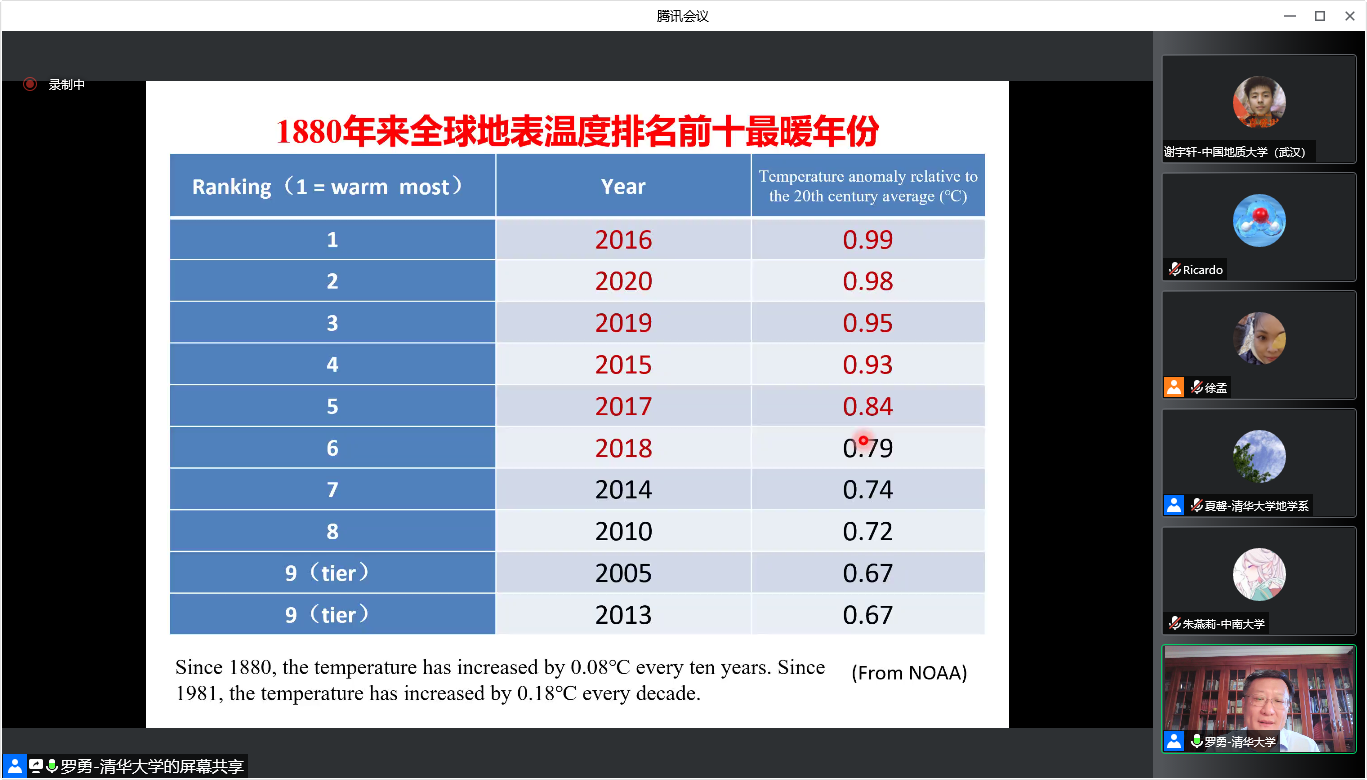 腾讯会议
录制中
1880年来全球地表温度排名前十最暖年份
Ranking（1 = warm most） Year Temperature anomaly relative to
the 20th century average (℃)
1 2016 0.99
2 2020 0.98
3 2019 0.95
4 2015 0.93
5 2017 0.84
6 2018 0.79
7 2014 0.74
8 2010 0.72
9（tier） 2005 0.67
9（tier） 2013 0.67
Since 1880, the temperature has increased by 0.08℃ every ten years. Since
1981, the temperature has increased by 0.18℃ every decade.
(From NOAA)
谢宇轩-中国地质大学（武汉）
Ricardo
徐孟
夏馨-清华大学地学系
朱燕莉-中南大学
罗勇-清华大学
罗勇-清华大学的屏幕共享